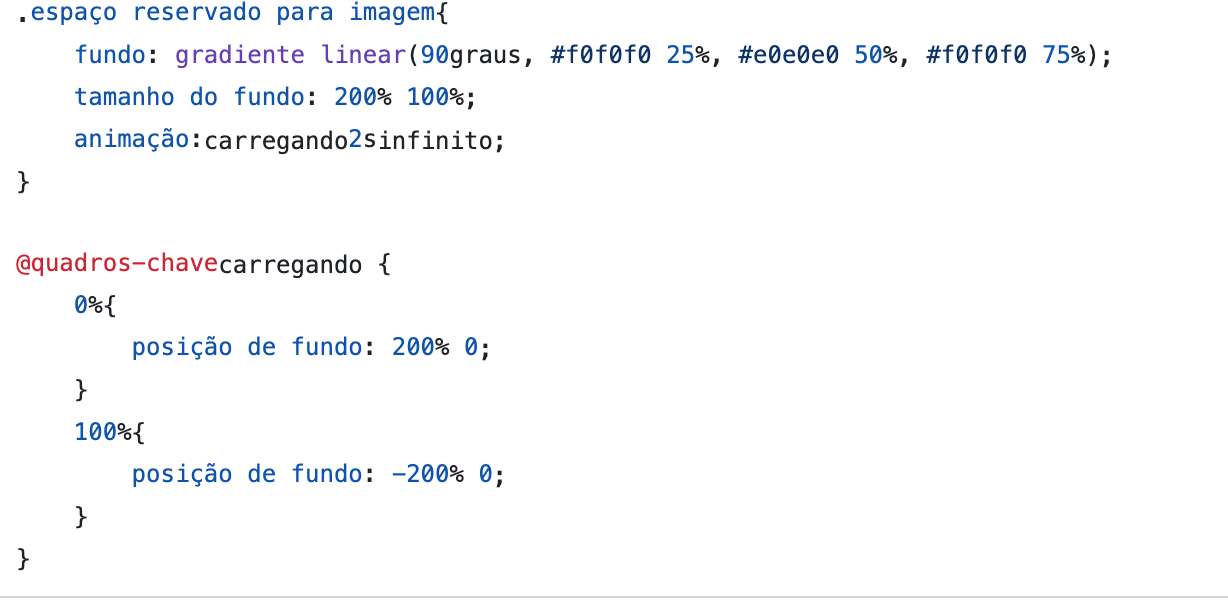 .espaço reservado para imagem{
    fundo: gradiente linear(90graus, #f0f0f0 25%, #e0e0e0 50%, #f0f0f0 75%);
    tamanho do fundo: 200% 100%;
    animação:carregando2sinfinito;
}

@quadros-chavecarregando {
    0%{
        posição de fundo: 200% 0;
    }
    100%{
        posição de fundo: -200% 0;
    }
}